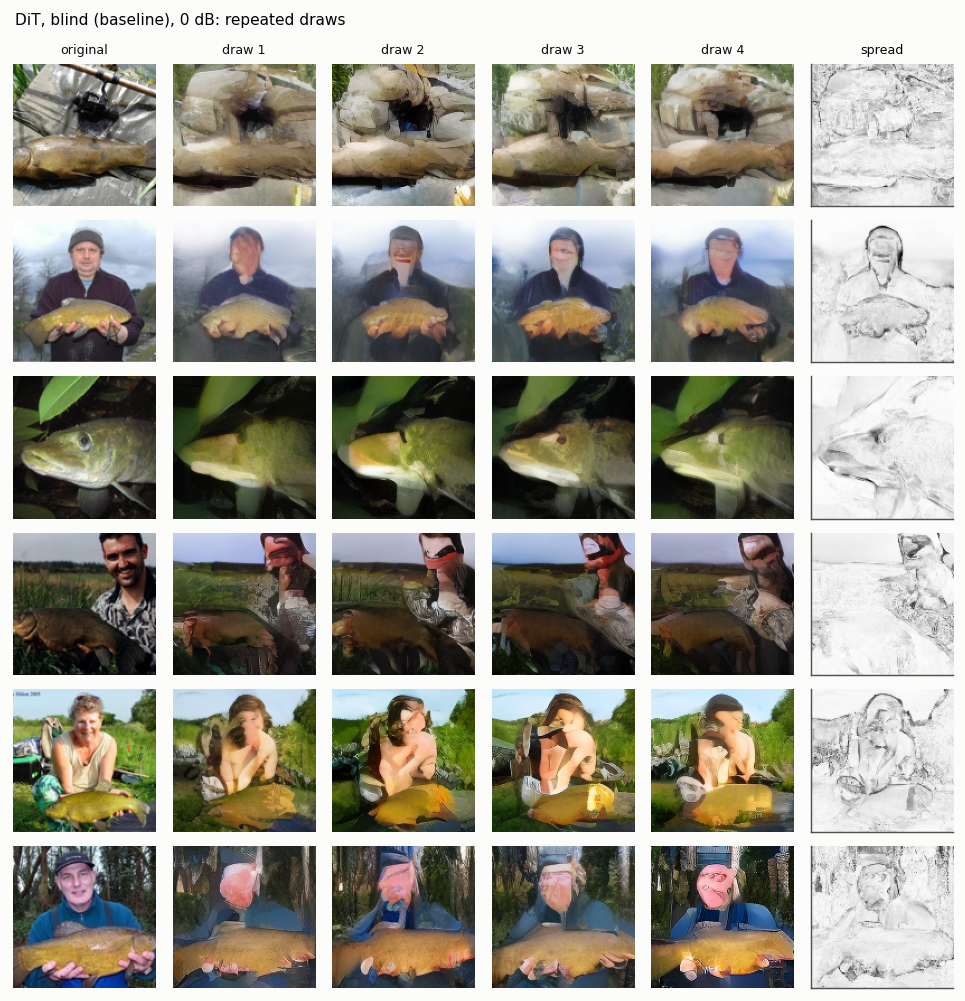 DiT, blind (baseline), 0 dB: repeated draws
original draw 1 draw 2 draw 3 draw 4 spread